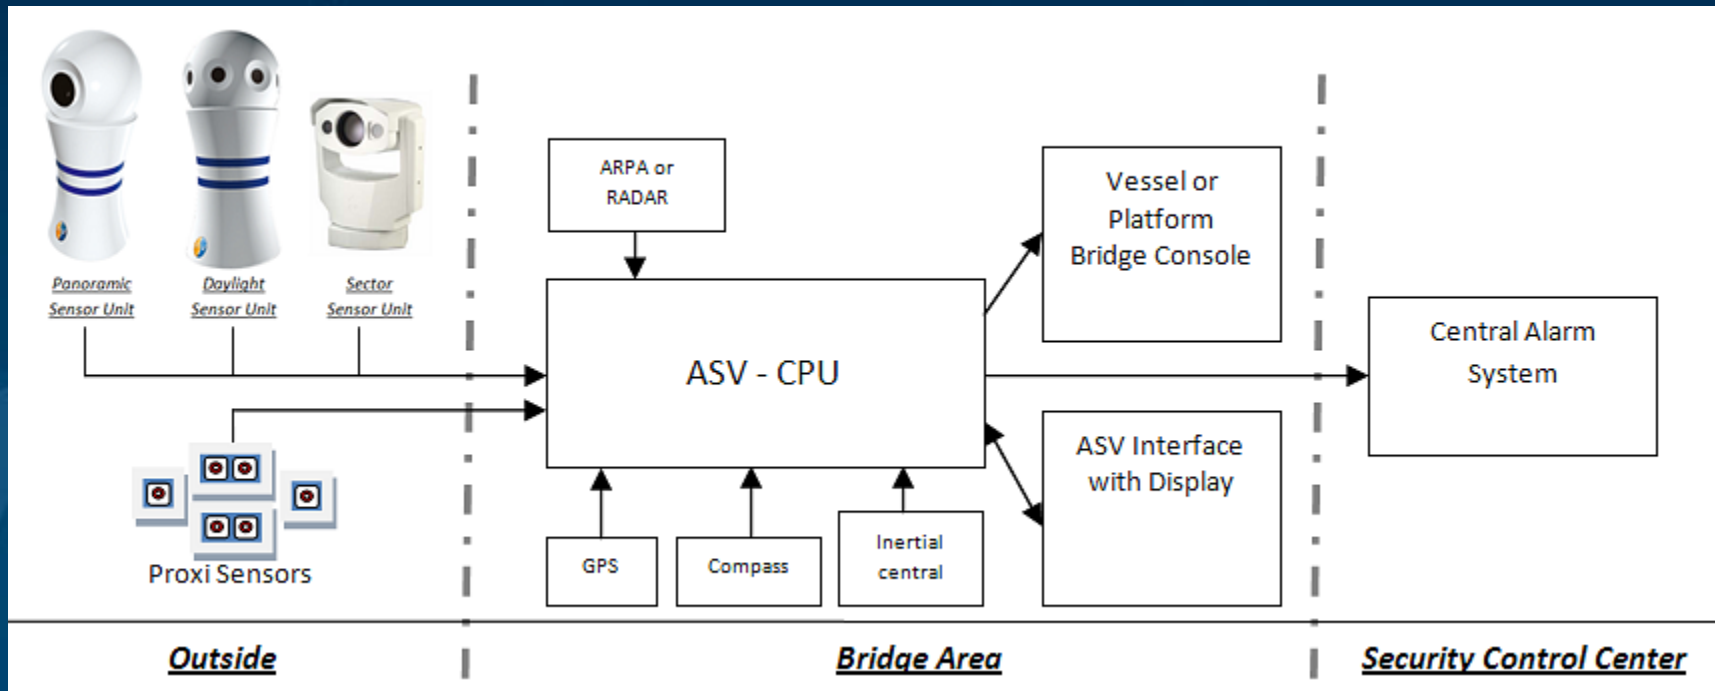 Panoramic
Sensor Unit
Daylight
Sensor Unit
Sector
Sensor Unit
Proxi Sensors
ARPA or
RADAR
ASV - CPU
GPS
Compass
Inertial
central
Vessel or
Platform
Bridge Console
ASV Interface
with Display
Central Alarm
System
Outside
Bridge Area
Security Control Center